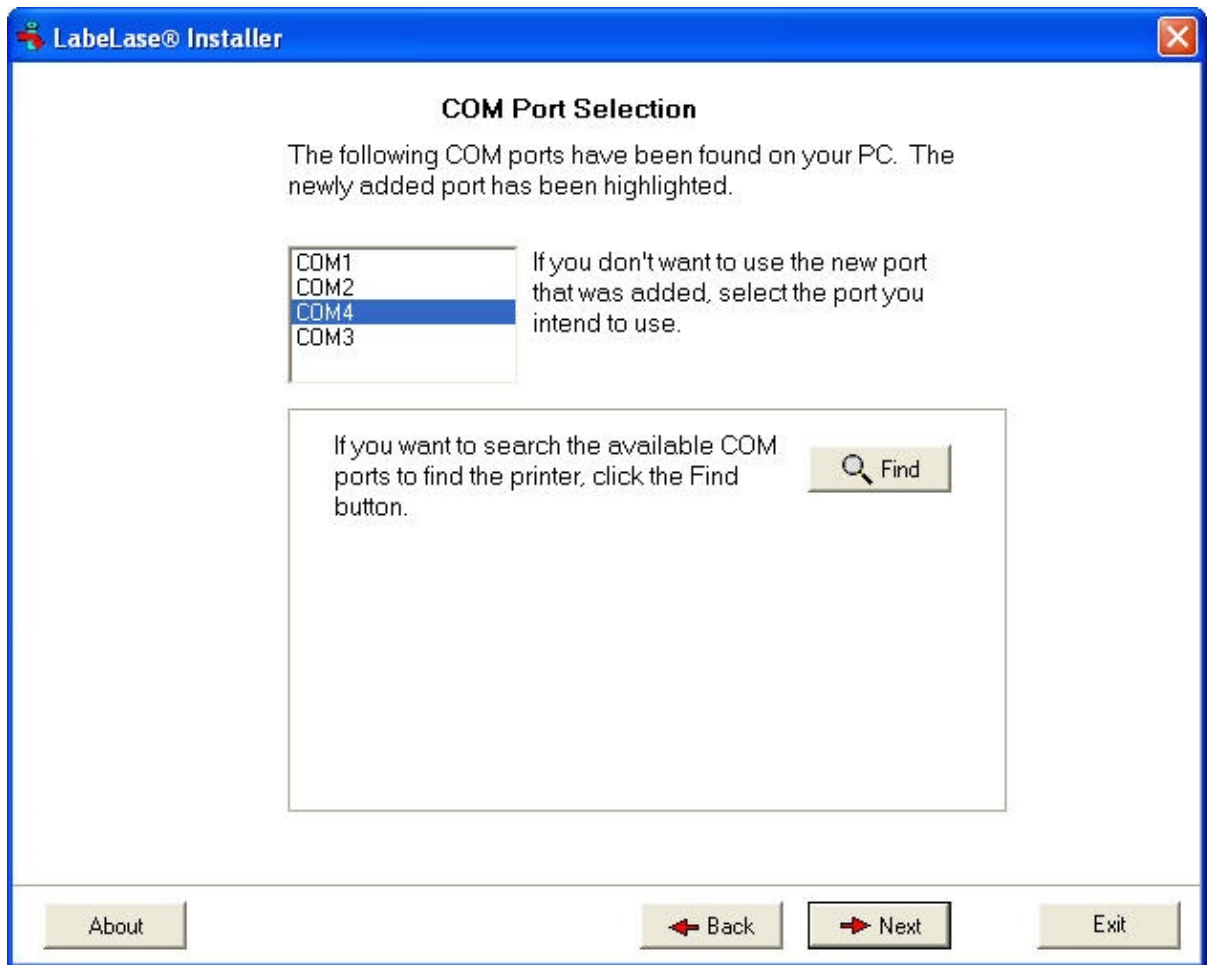 LabeLase® Installer
COM Port Selection
The following COM ports have been found on your PC. The
newly added port has been highlighted.
COM1
COM2
COM4
COM3
If you don't want to use the new port
that was added, select the port you
intend to use.
If you want to search the available COM
ports to find the printer, click the Find
button.
Find
About
Back
Next
Exit